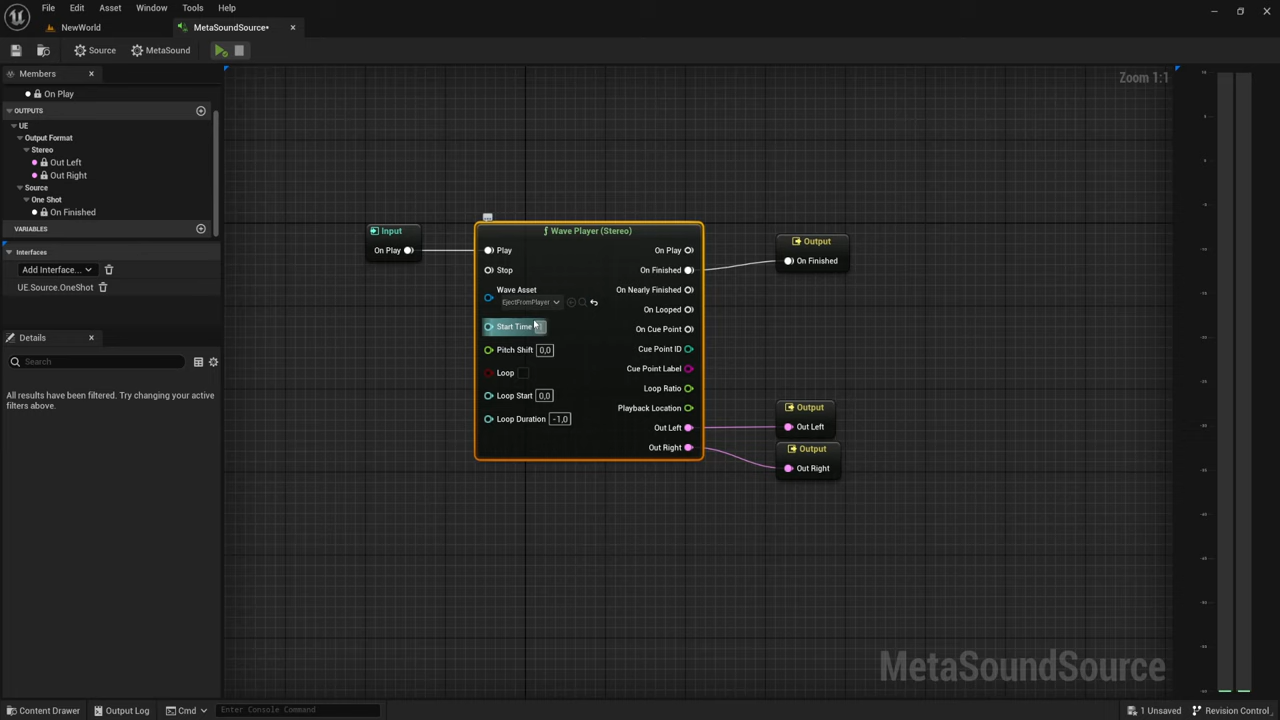 File Edit Asset Window Tools Help
NewWorld
MetaSoundSource•
Source
MetaSound
Members
On Play
OUTPUTS
UE
Output Format
Stereo
Out Left
Out Right
Source
One Shot
On Finished
VARIABLES
Interfaces
Add Interface...
UE.Source.OneShot
Details
Search
All results have been filtered. Try changing your active
filters above.
Zoom 1:1
Input
On Play
Wave Player (Stereo)
Play
Stop
Wave Asset
EjectFromPlayer
Start Time
Pitch Shift 0,0
Loop
Loop Start 0,0
Loop Duration -1,0
On Play
On Finished
On Nearly Finished
On Looped
On Cue Point
Cue Point ID
Cue Point Label
Loop Ratio
Playback Location
Out Left
Out Right
Output
On Finished
Output
Out Left
Output
Out Right
MetaSoundSource
Content Drawer
Output Log
Cmd
Enter Console Command
1 Unsaved
Revision Control